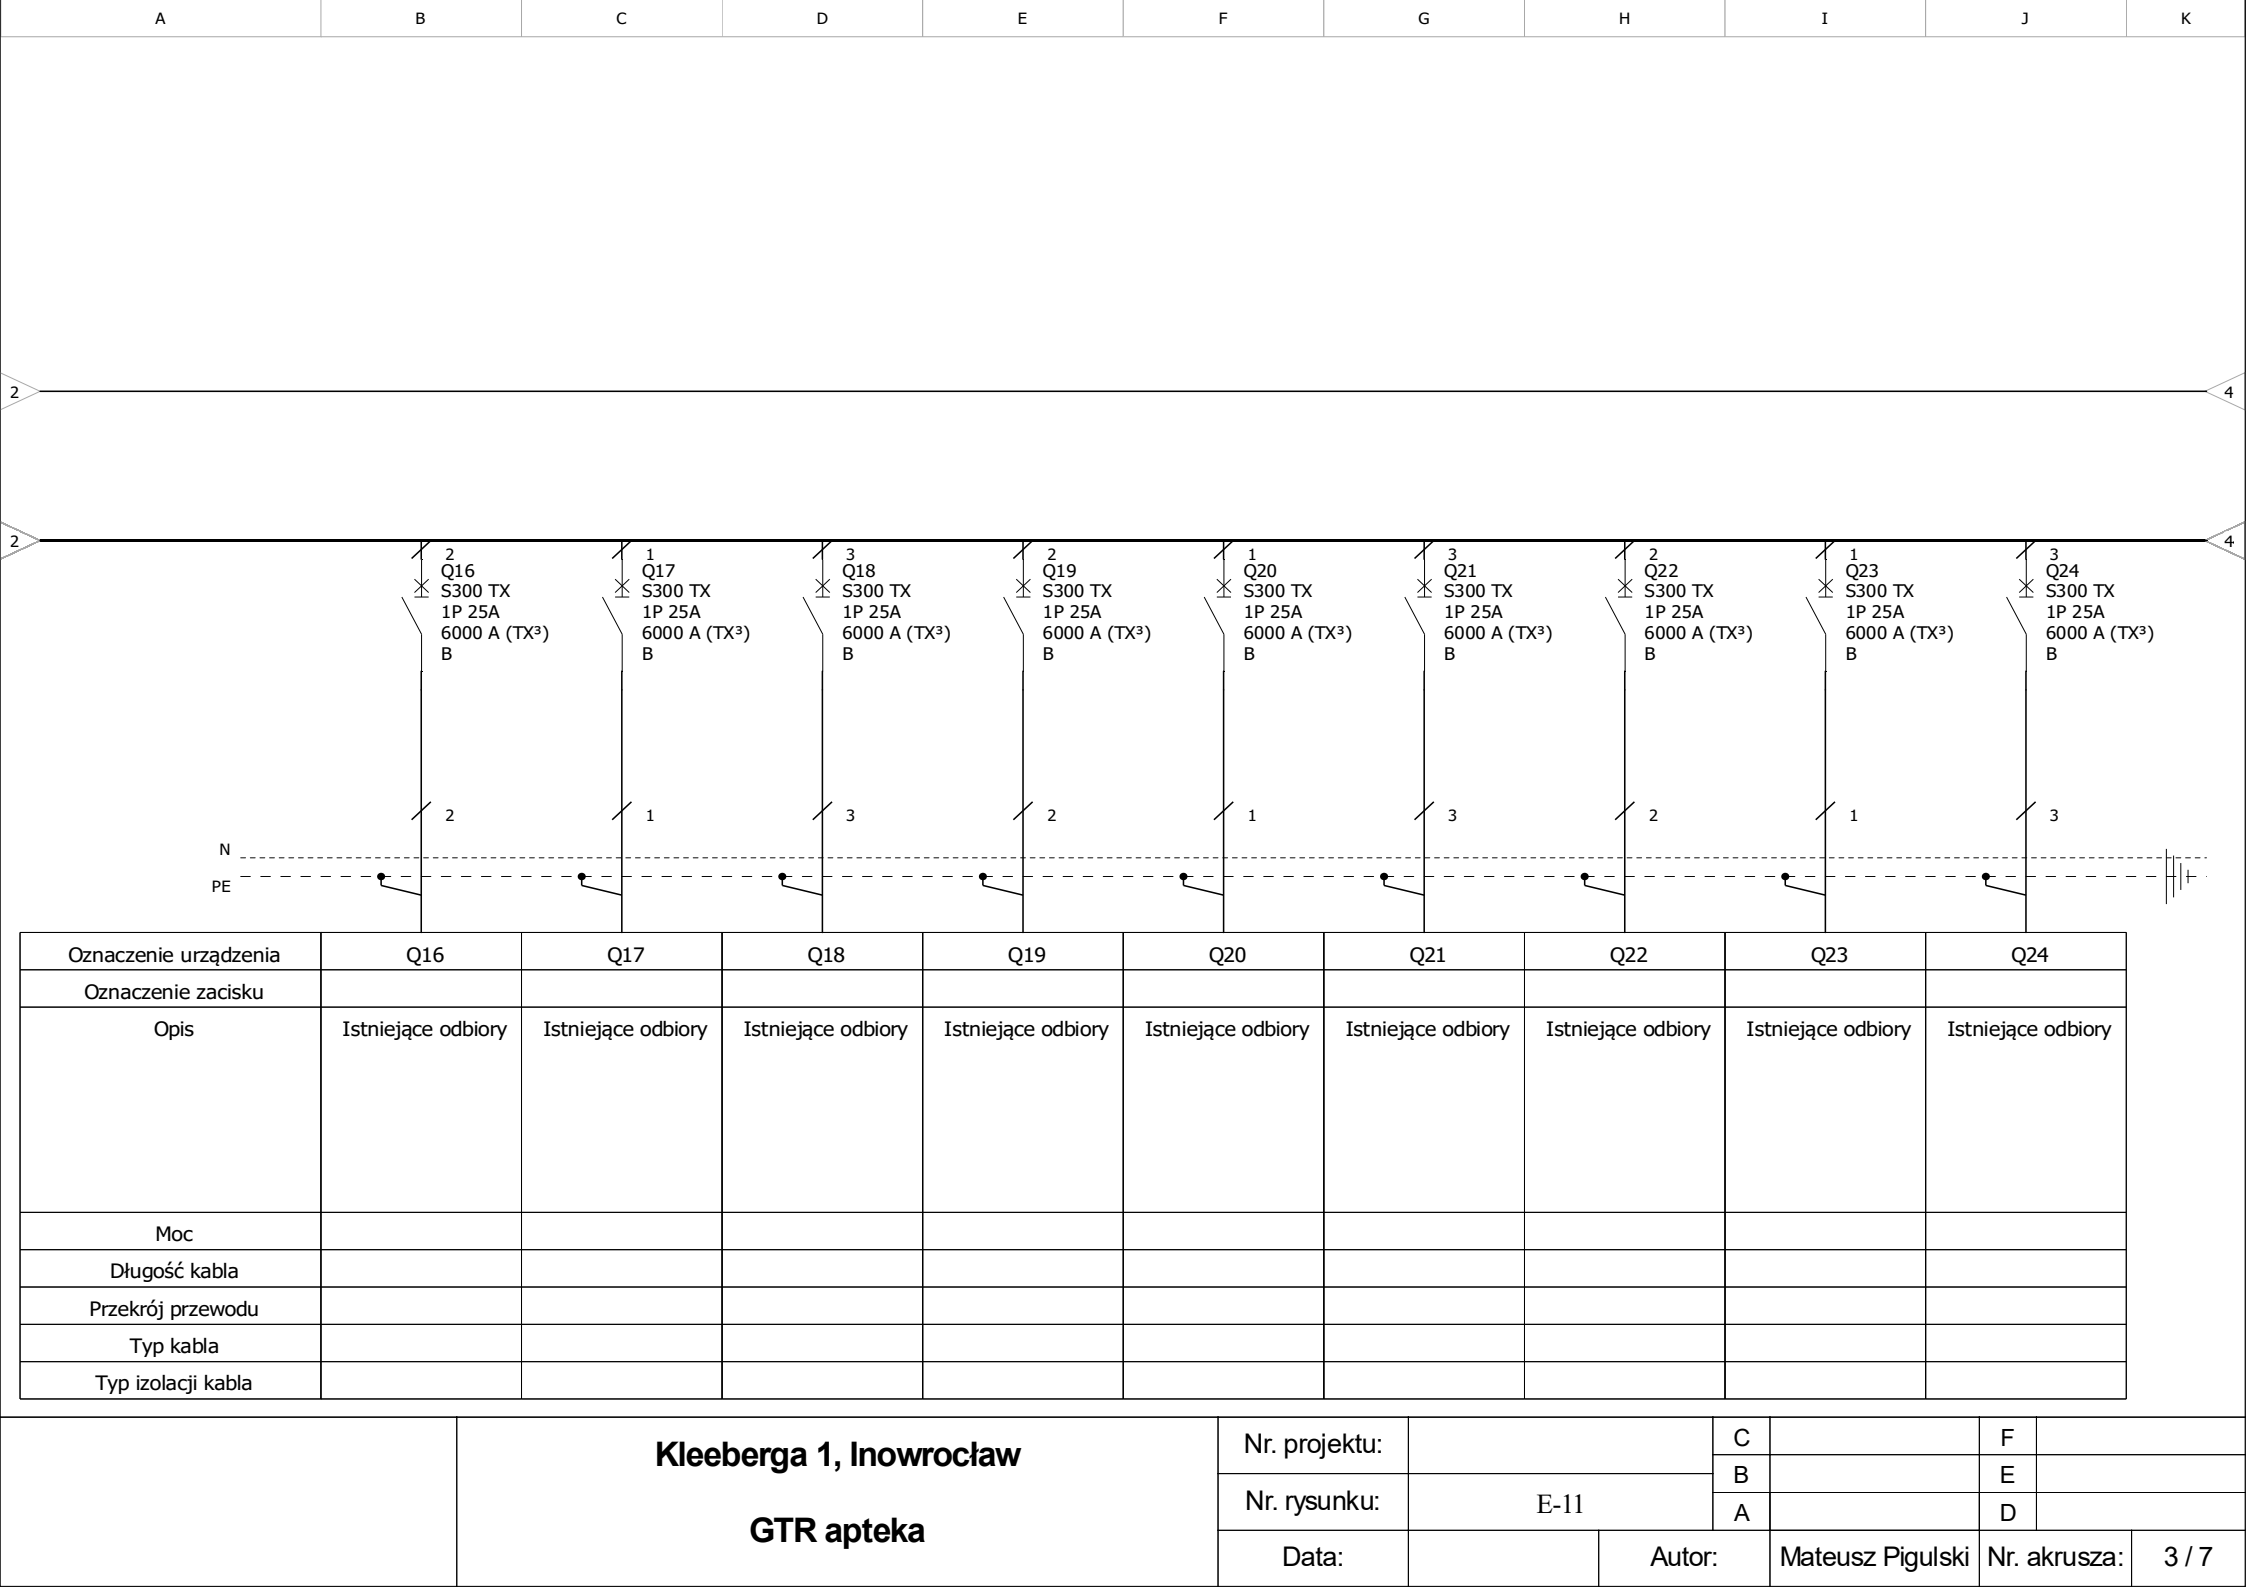 A B C D E F G H I J K
2 4
2 4
2 1 3 2 1 3 2 1 3
Q16 Q17 Q18 Q19 Q20 Q21 Q22 Q23 Q24
S300 TX S300 TX S300 TX S300 TX S300 TX S300 TX S300 TX S300 TX S300 TX
1P 25A 1P 25A 1P 25A 1P 25A 1P 25A 1P 25A 1P 25A 1P 25A 1P 25A
6000 A (TX³) 6000 A (TX³) 6000 A (TX³) 6000 A (TX³) 6000 A (TX³) 6000 A (TX³) 6000 A (TX³) 6000 A (TX³) 6000 A (TX³)
B B B B B B B B B
2 1 3 2 1 3 2 1 3
N
PE
Oznaczenie urządzenia Q16 Q17 Q18 Q19 Q20 Q21 Q22 Q23 Q24
Oznaczenie zacisku
Opis Istniejące odbiory Istniejące odbiory Istniejące odbiory Istniejące odbiory Istniejące odbiory Istniejące odbiory Istniejące odbiory Istniejące odbiory Istniejące odbiory
Moc
Długość kabla
Przekrój przewodu
Typ kabla
Typ izolacji kabla
Kleeberga 1, Inowrocław
GTR apteka
Nr. projektu: C F
B E
Nr. rysunku: E-11 A D
Data: Autor: Mateusz Pigulski Nr. akrusza: 3 / 7